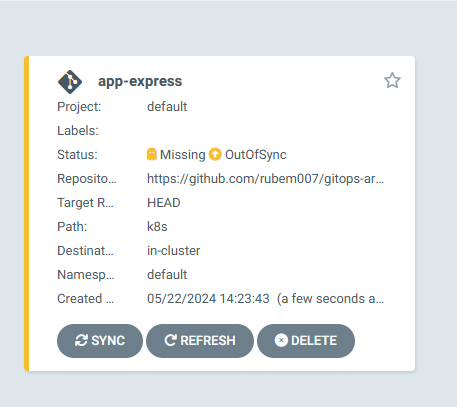 app-express
Project: default
Labels:
Status: Missing OutOfSync
Reposito... https://github.com/rubem007/gitops-ar...
Target R... HEAD
Path: k8s
Destinat... in-cluster
Namesp... default
Created ... 05/22/2024 14:23:43 (a few seconds a...
SYNC REFRESH DELETE